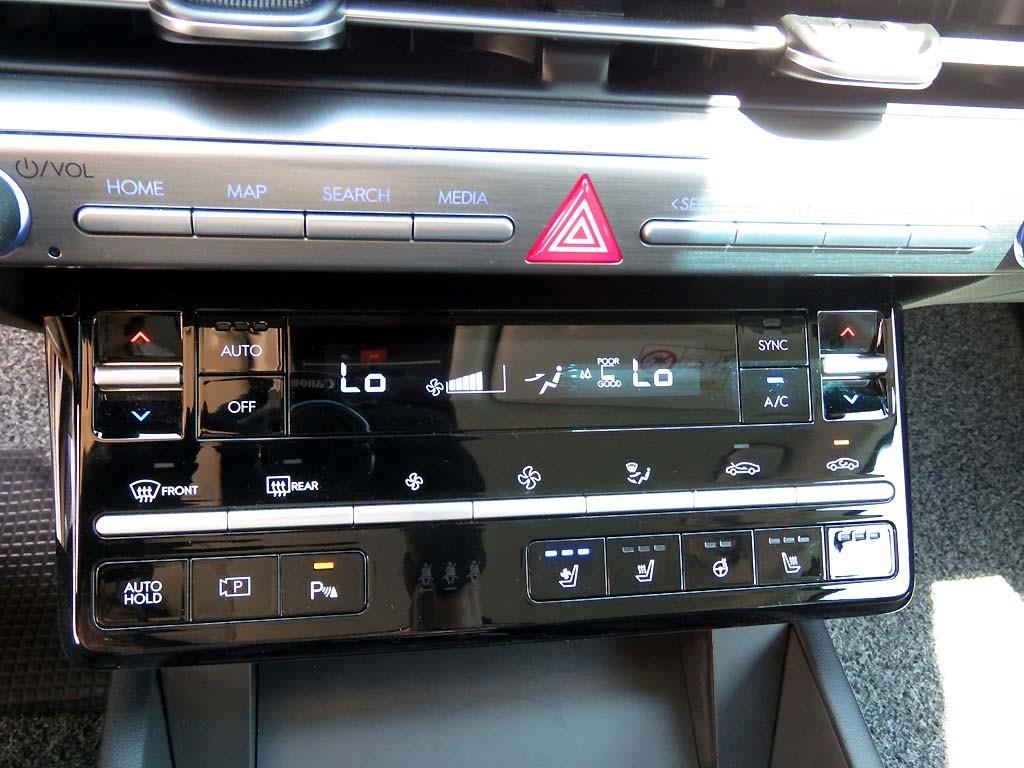 /VOL
HOME
MAP
SEARCH
MEDIA
AUTO
OFF
Lo
POOR
GOOD
Lo
SYNC
A/C
FRONT
REAR
AUTO
HOLD
P
P